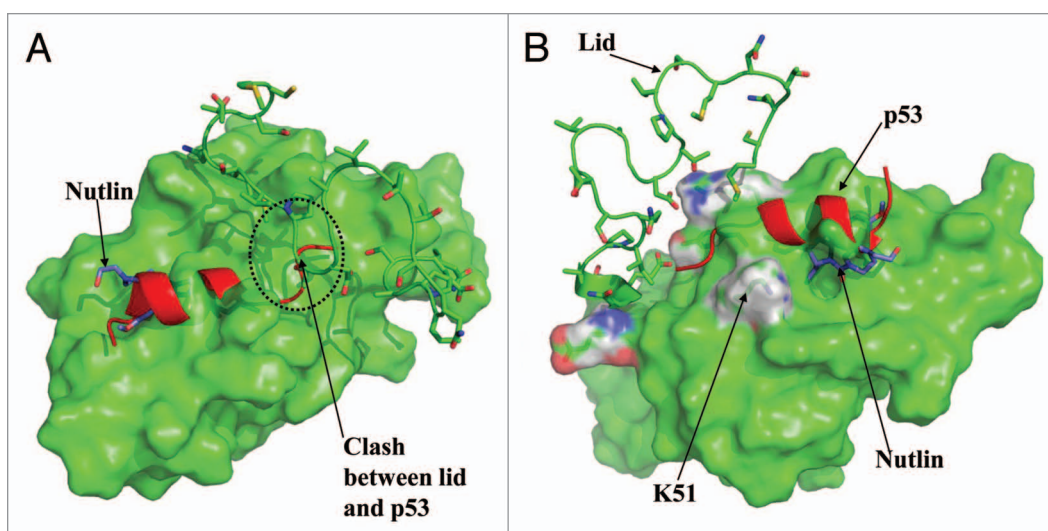 A
Nutlin
Clash
between lid
and p53
B
Lid
p53
K51
Nutlin